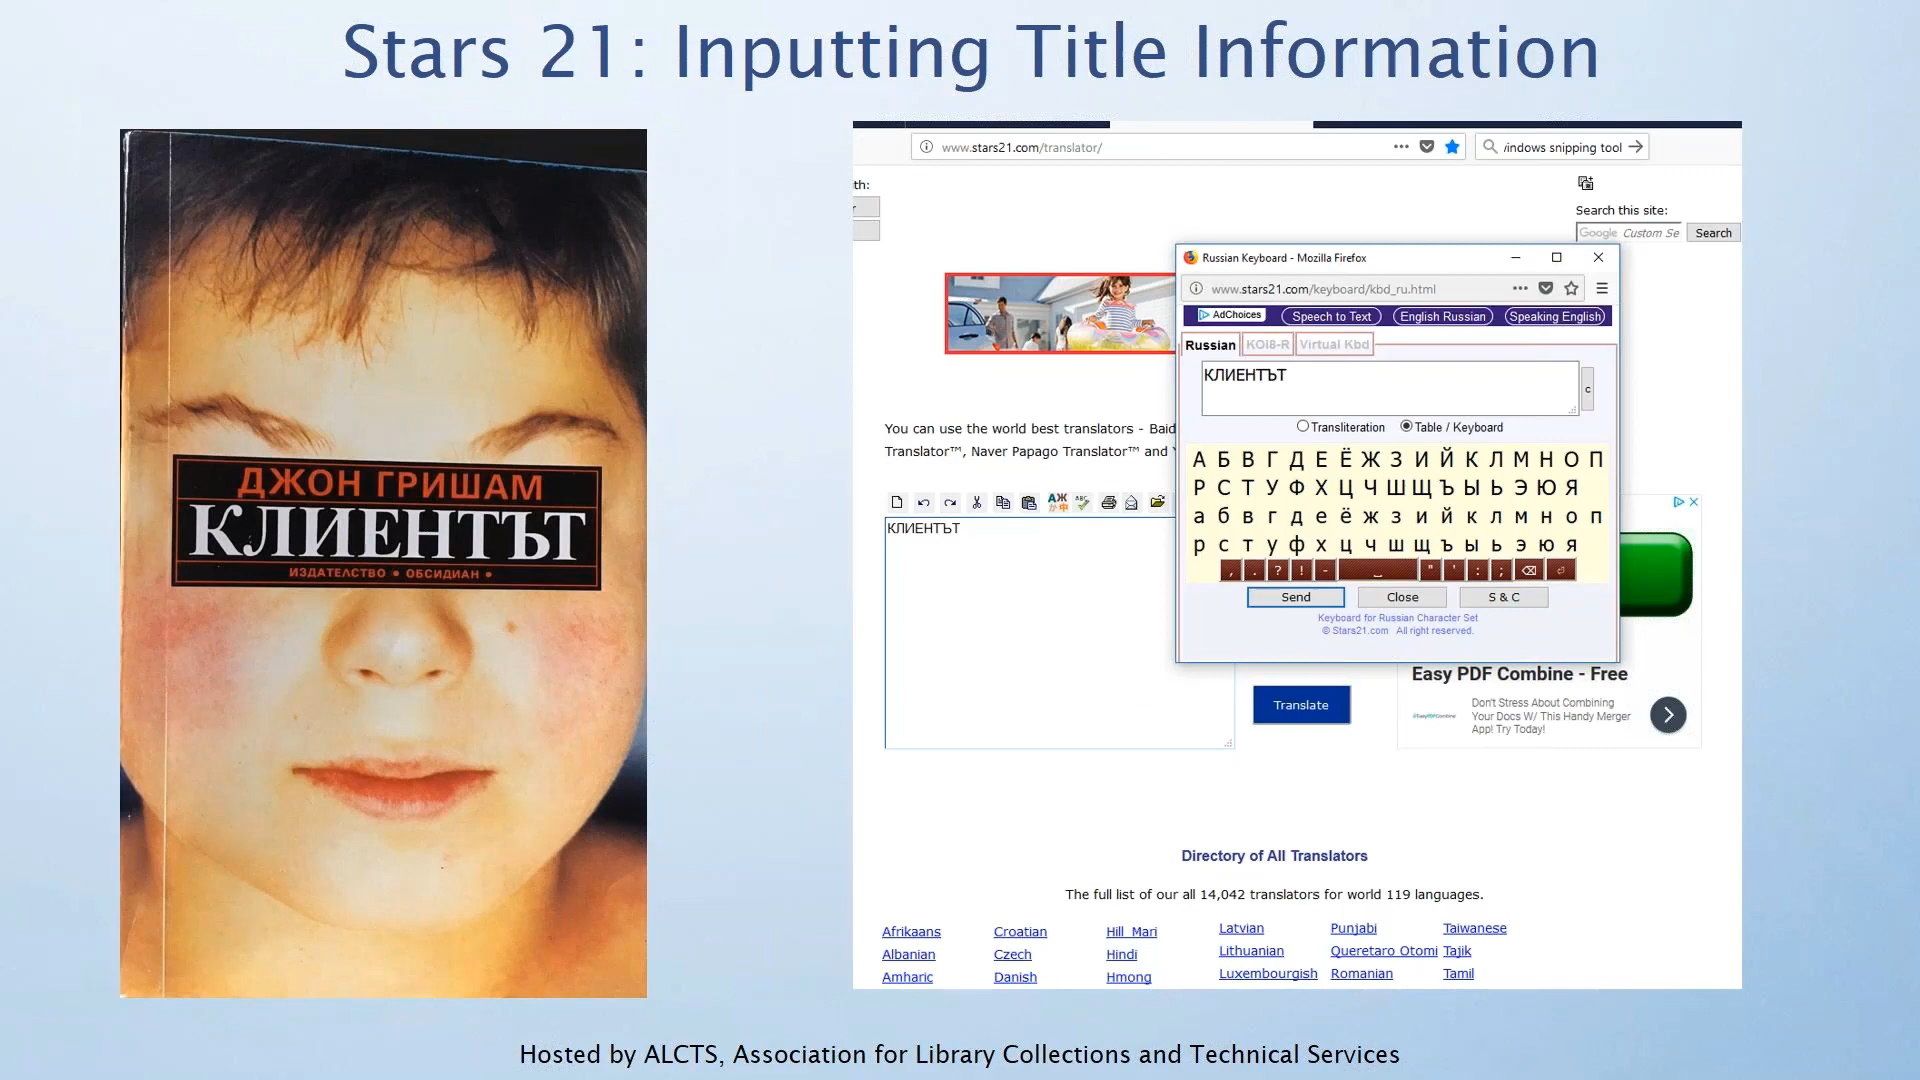 Stars 21: Inputting Title Information
ДЖОН ГРИШАМ
КЛИЕНТЪТ
ИЗДАТЕЛСТВО • ОБСИДИАН •
www.stars21.com/translator/
indows snipping tool
th:
r
Search this site:
Google Custom Se
Search
Russian Keyboard - Mozilla Firefox
www.stars21.com/keyboard/kbd_ru.html
AdChoices
Speech to Text
English Russian
Speaking English
Russian
KOI8-R
Virtual Kbd
КЛИЕНТЪТ
c
Transliteration
Table / Keyboard
А Б В Г Д Е Ё Ж З И Й К Л М Н О П
Р С Т У Ф Х Ц Ч Ш Щ Ъ Ы Ь Э Ю Я
а б в г д е ё ж з и й к л м н о п
р с т у ф х ц ч ш щ ъ ы ь э ю я
, . ? ! - _ " ' : ;
Send
Close
S & C
Keyboard for Russian Character Set
© Stars21.com All right reserved.
You can use the world best translators - Baid
Translator™, Naver Papago Translator™ and Y
КЛИЕНТЪТ
Translate
Easy PDF Combine - Free
EasyPDFCombine
Don't Stress About Combining
Your Docs W/ This Handy Merger
App! Try Today!
Directory of All Translators
The full list of our all 14,042 translators for world 119 languages.
Afrikaans Croatian Hill Mari Latvian Punjabi Taiwanese
Albanian Czech Hindi Lithuanian Queretaro Otomi Tajik
Amharic Danish Hmong Luxembourgish Romanian Tamil
Hosted by ALCTS, Association for Library Collections and Technical Services